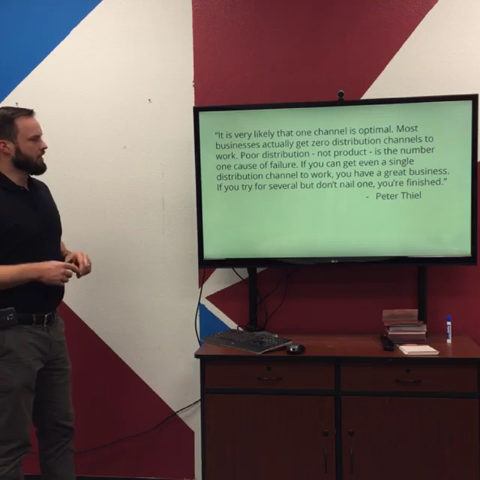 "It is very likely that one channel is optimal. Most
businesses actually get zero distribution channels to
work. Poor distribution - not product - is the number
one cause of failure. If you can get even a single
distribution channel to work, you have a great business.
If you try for several but don't nail one, you're finished."
- Peter Thiel